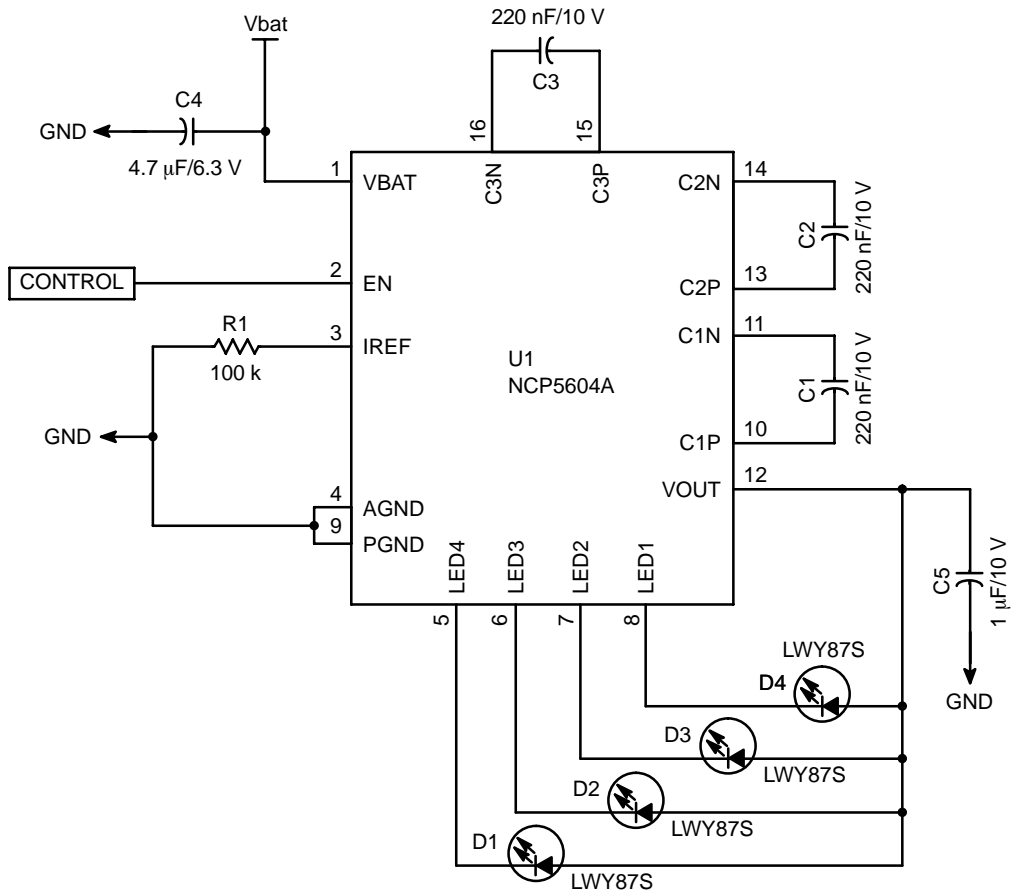 Vbat
220 nF/10 V
C3
C4
GND
4.7 μF/6.3 V
16
15
1
VBAT
C3N
C3P
C2N
14
C2
220 nF/10 V
CONTROL
2
EN
C2P
13
R1
100 k
3
IREF
C1N
11
U1
NCP5604A
C1
220 nF/10 V
GND
C1P
10
VOUT
12
4
AGND
9
PGND
LED4
LED3
LED2
LED1
C5
1 μF/10 V
5
6
7
8
LWY87S
D4
GND
D3
LWY87S
D2
LWY87S
D1
LWY87S